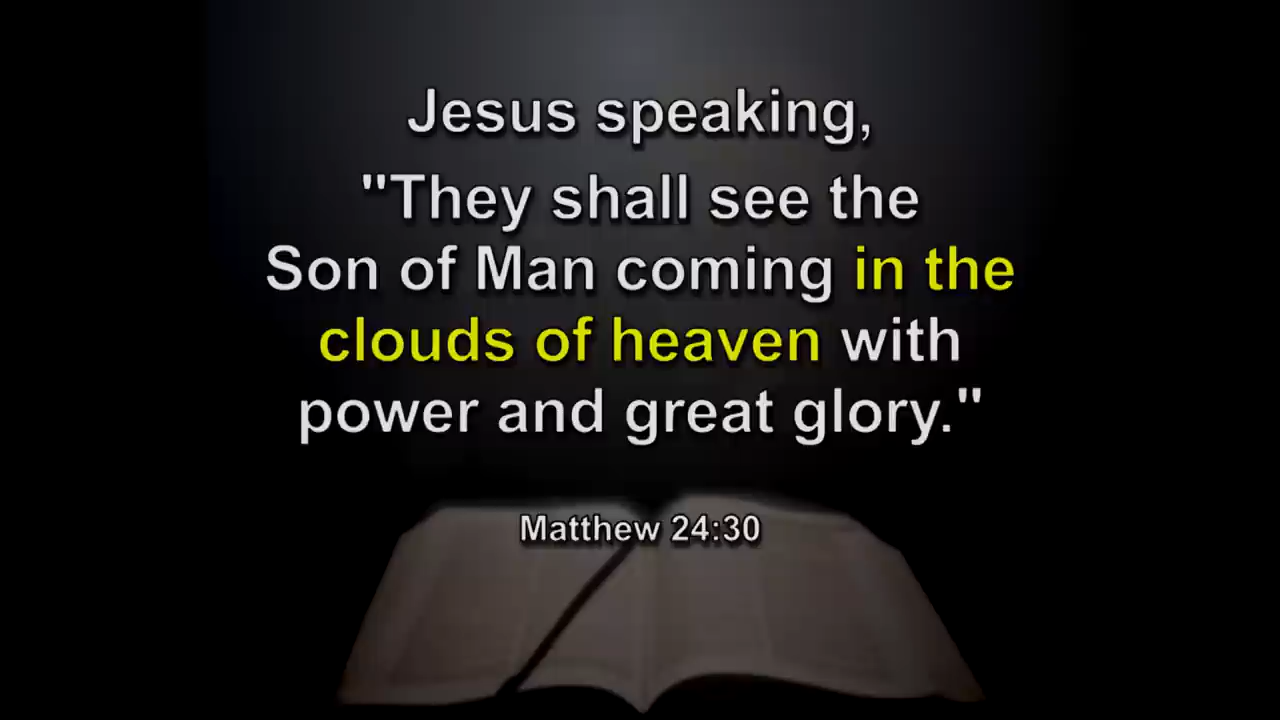 Jesus speaking,
"They shall see the
Son of Man coming in the
clouds of heaven with
power and great glory."
Matthew 24:30